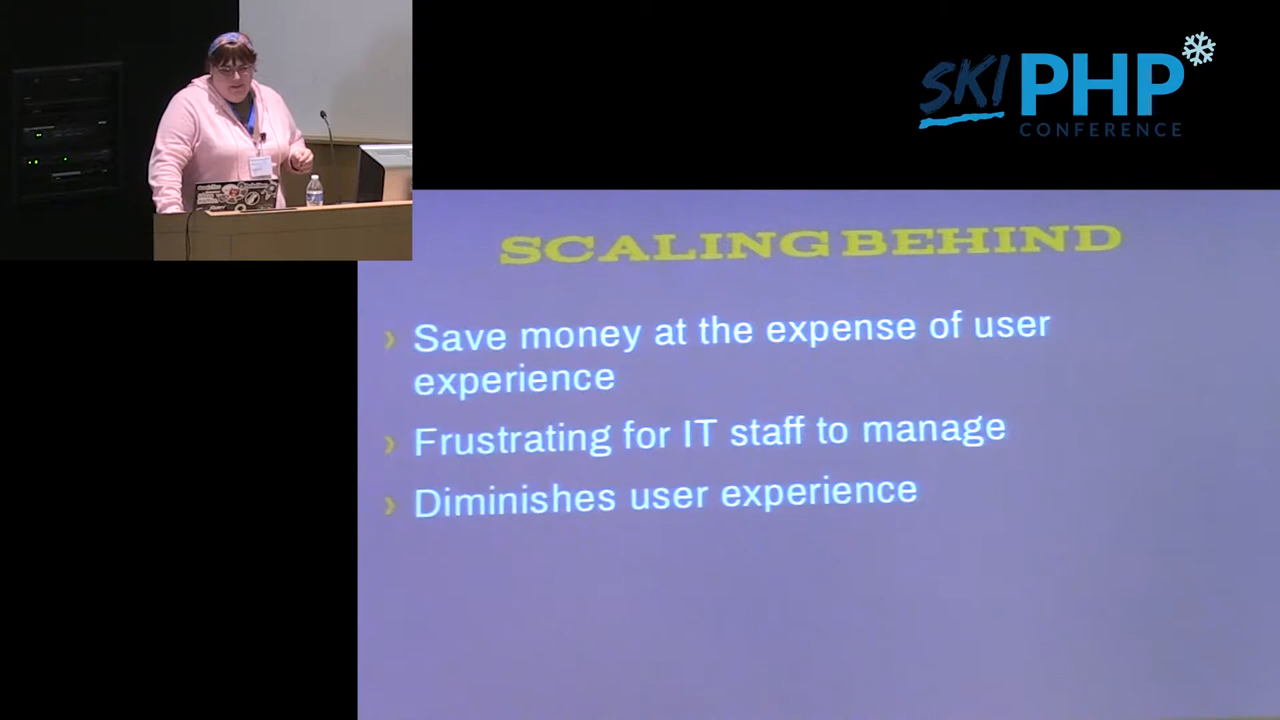 SKI PHP
CONFERENCE
SCALING BEHIND
› Save money at the expense of user
experience
› Frustrating for IT staff to manage
› Diminishes user experience